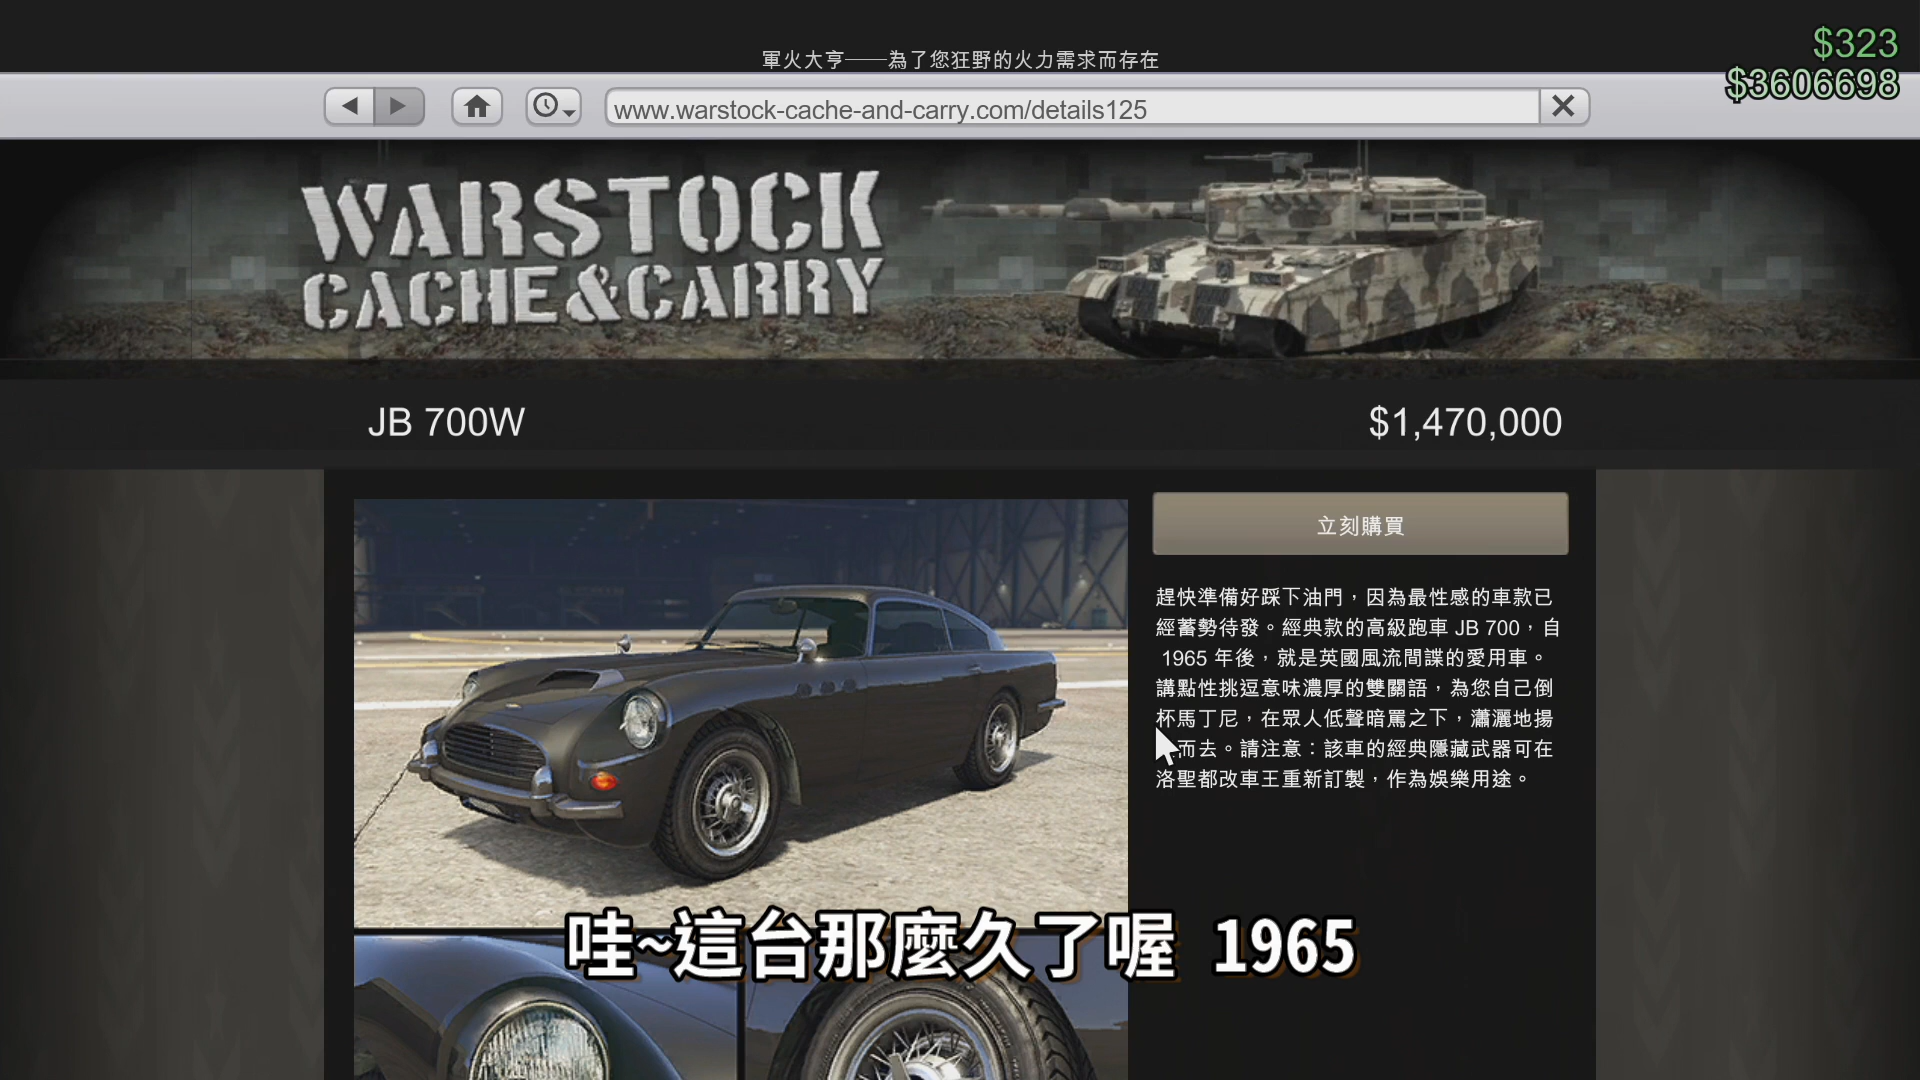 軍火大亨——為了您狂野的火力需求而存在
$323
$3606698
www.warstock-cache-and-carry.com/details125
WARSTOCK
CACHE&CARRY
JB 700W
$1,470,000
立刻購買
趕快準備好踩下油門，因為最性感的車款已
經蓄勢待發。經典款的高級跑車 JB 700，自
1965 年後，就是英國風流間諜的愛用車。
講點性挑逗意味濃厚的雙關語，為您自己倒
杯馬丁尼，在眾人低聲暗罵之下，瀟灑地揚
而去。請注意：該車的經典隱藏武器可在
洛聖都改車王重新訂製，作為娛樂用途。
哇~這台那麼久了喔 1965